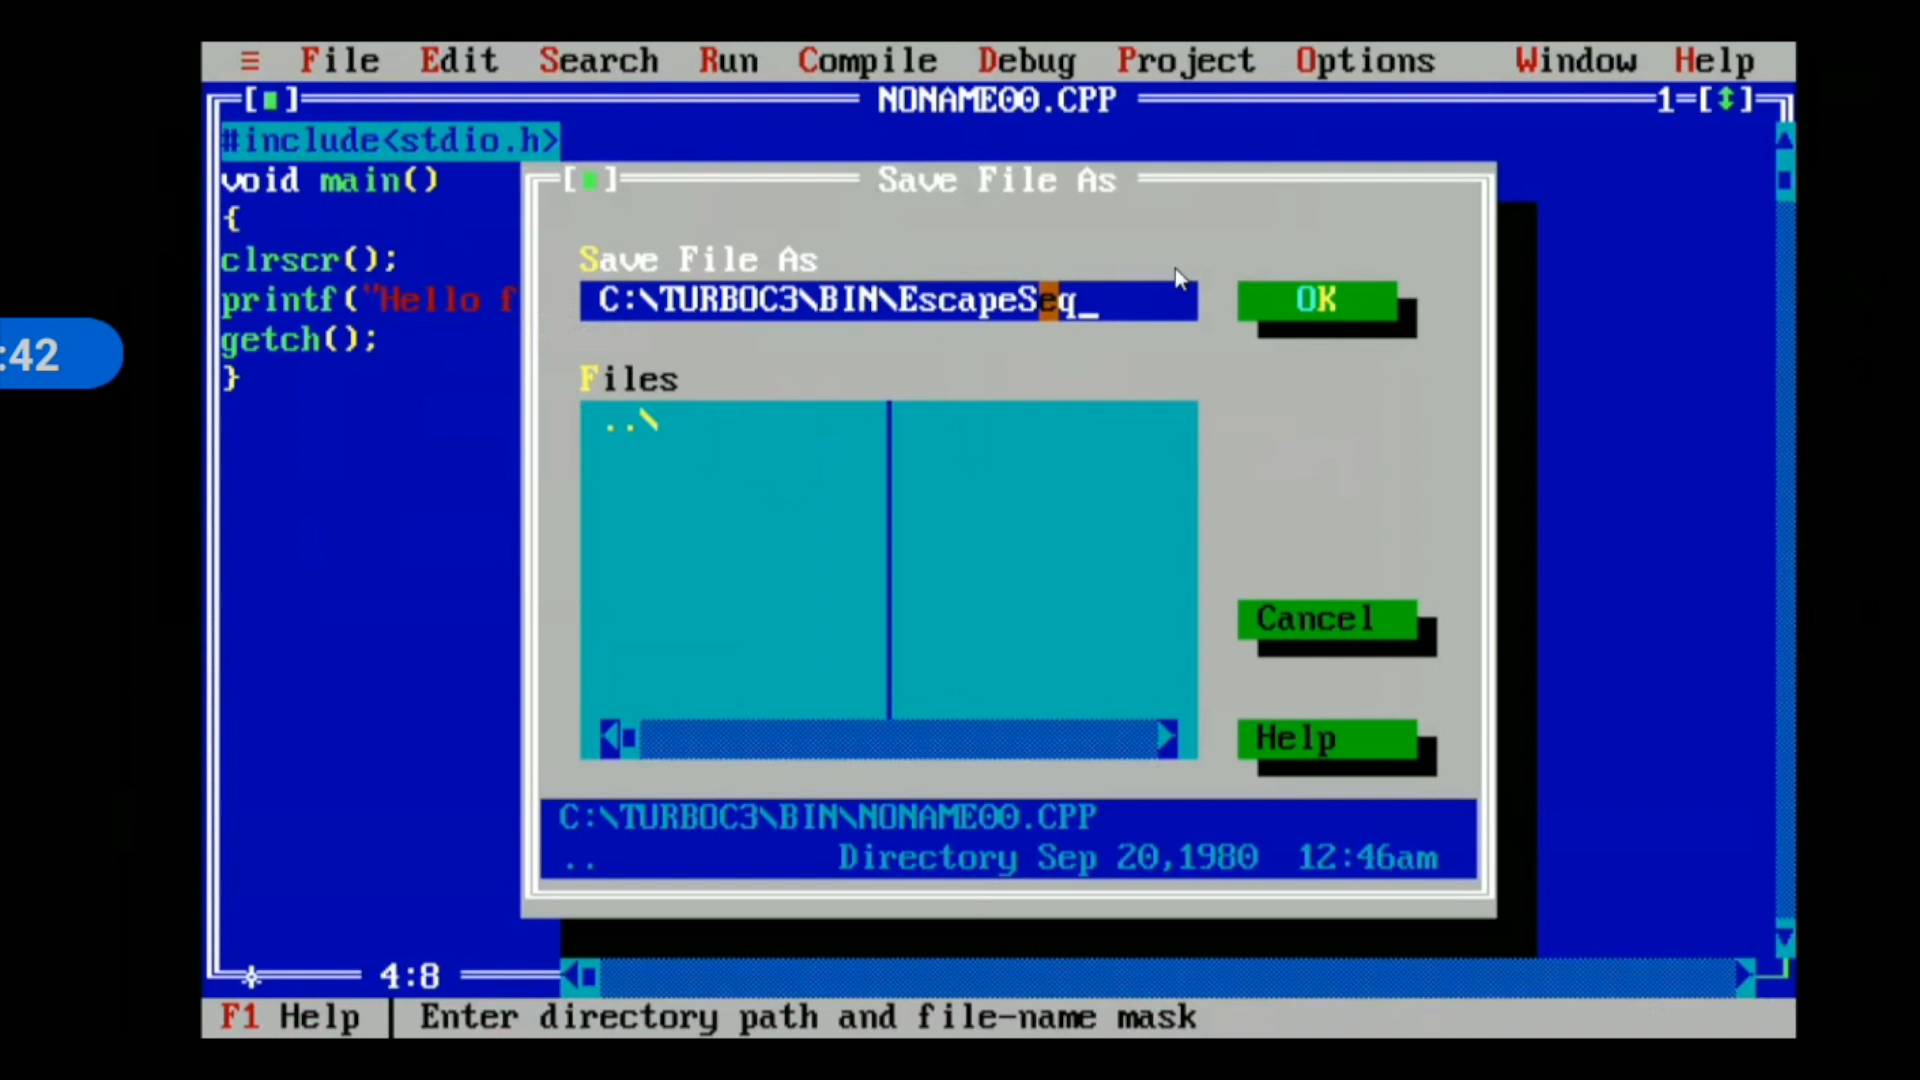 ≡ File Edit Search Run Compile Debug Project Options Window Help
[■] NONAME00.CPP 1=[↕]
#include<stdio.h>
void main()
{
clrscr();
printf("Hello f
getch();
}
:42
[■] Save File As
Save File As
C:\TURBOC3\BIN\EscapeSeq_
OK
Files
..\
Cancel
Help
C:\TURBOC3\BIN\NONAME00.CPP
.. Directory Sep 20,1980 12:46am
4:8
F1 Help │ Enter directory path and file-name mask